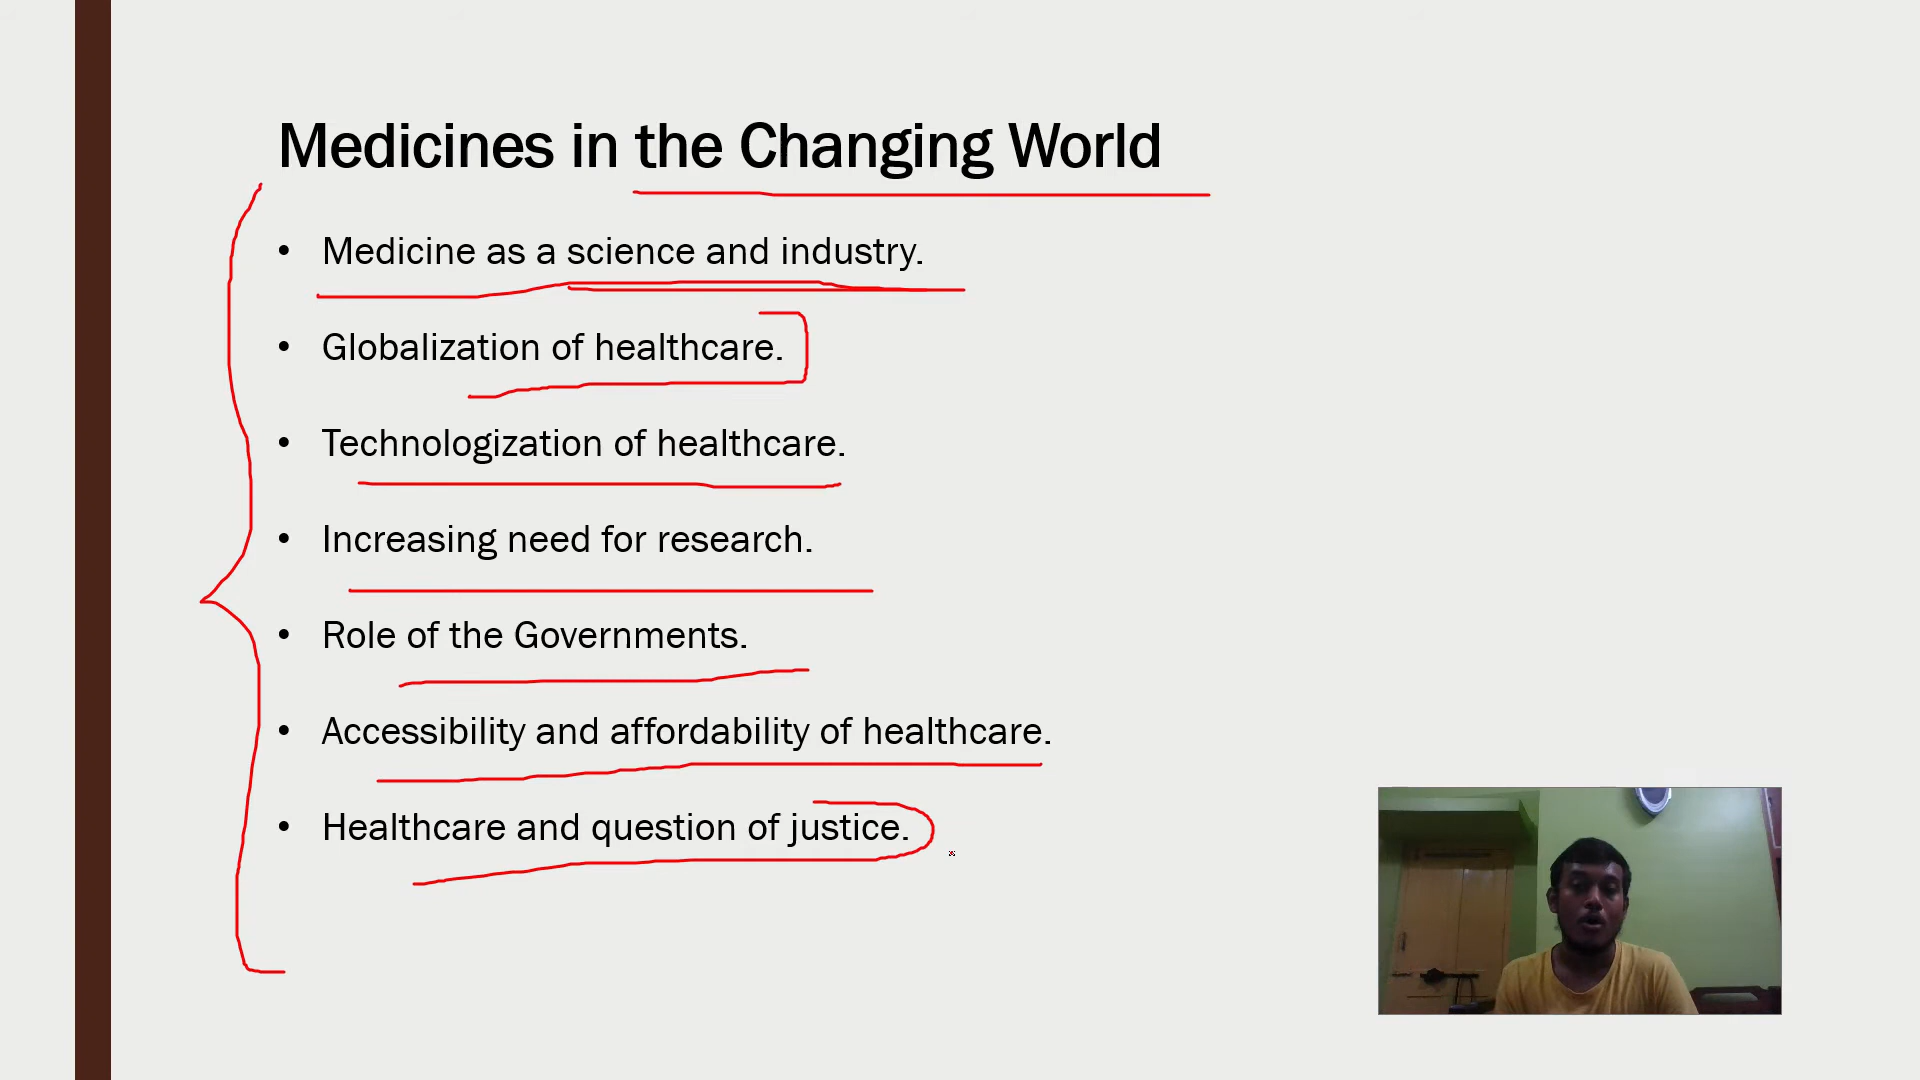 Medicines in the Changing World
• Medicine as a science and industry.
• Globalization of healthcare.
• Technologization of healthcare.
• Increasing need for research.
• Role of the Governments.
• Accessibility and affordability of healthcare.
• Healthcare and question of justice.